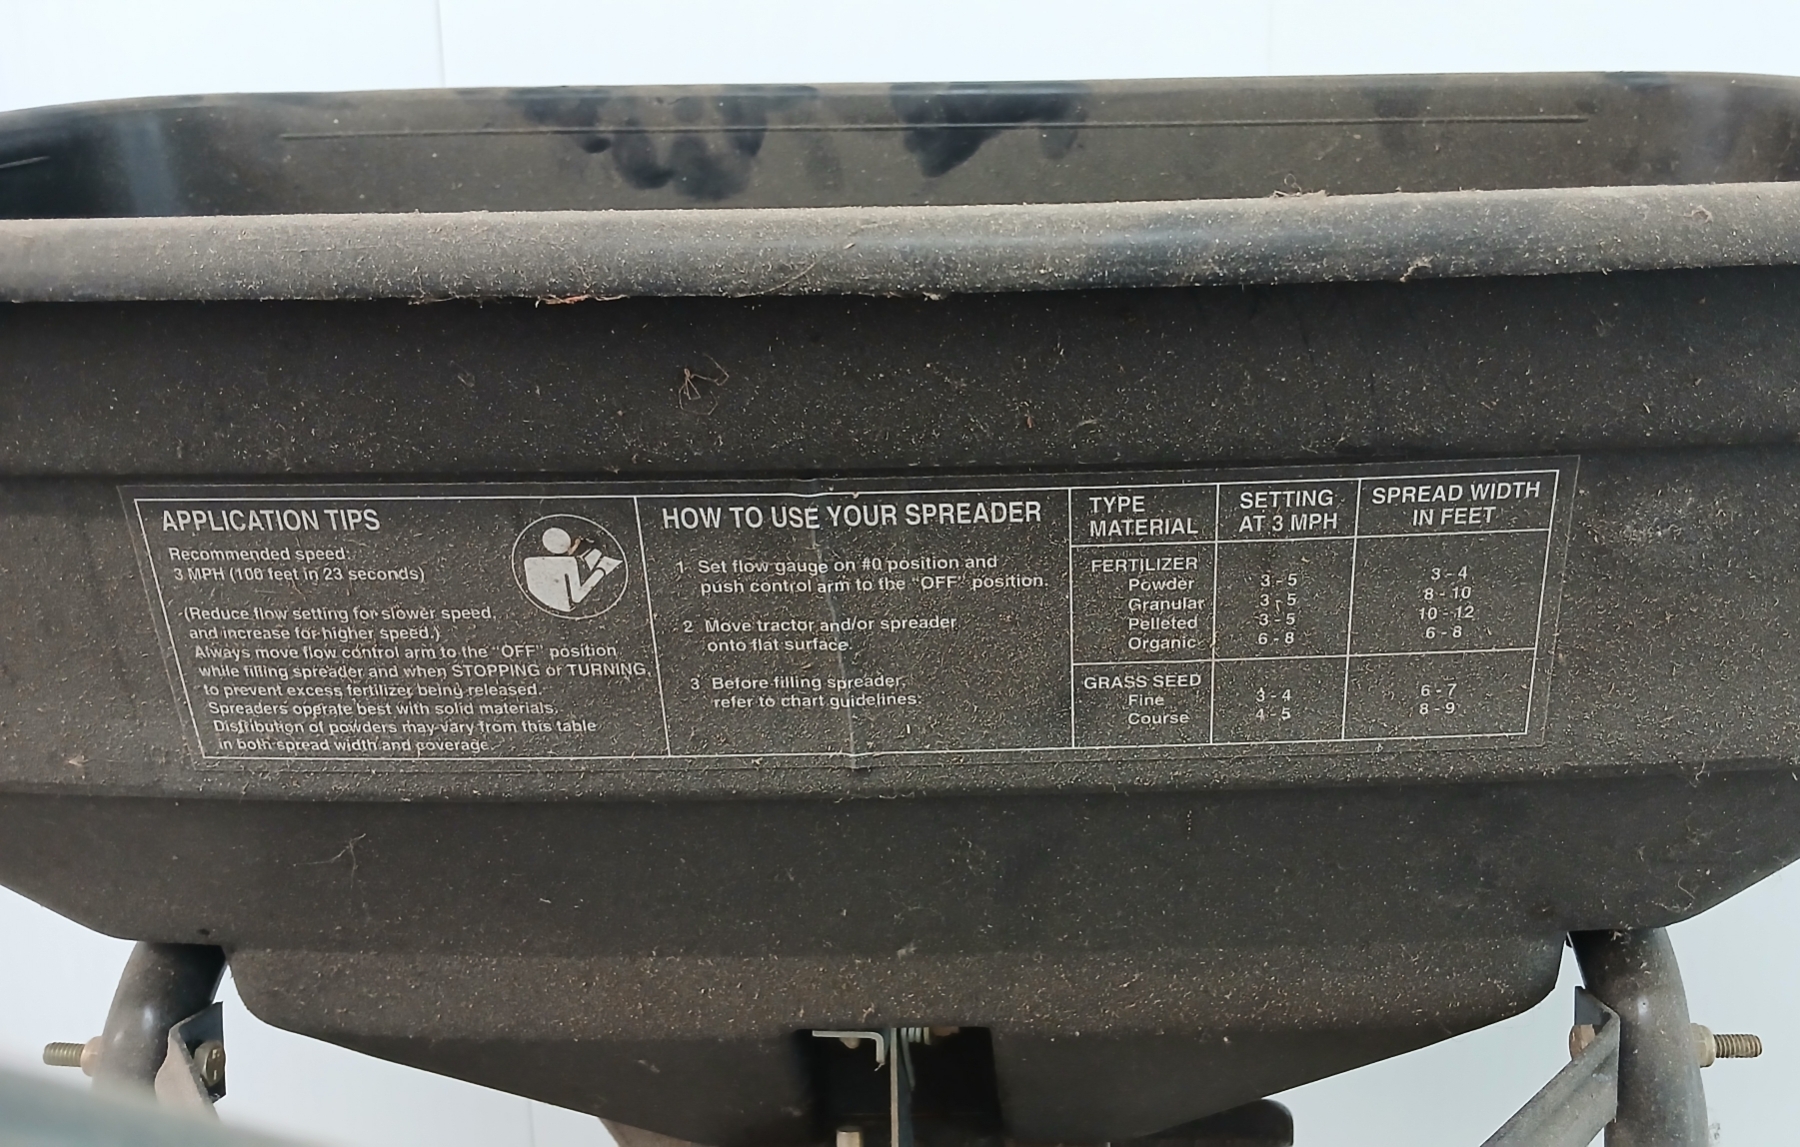 APPLICATION TIPS
Recommended speed:
3 MPH (100 feet in 23 seconds)
(Reduce flow setting for slower speed,
and increase for higher speed.)
Always move flow control arm to the "OFF" position
while filling spreader and when STOPPING or TURNING,
to prevent excess fertilizer being released.
Spreaders operate best with solid materials.
Distribution of powders may vary from this table
in both spread width and coverage.
HOW TO USE YOUR SPREADER
1 Set flow gauge on #0 position and
push control arm to the "OFF" position.
2 Move tractor and/or spreader
onto flat surface.
3 Before filling spreader,
refer to chart guidelines.
TYPE MATERIAL SETTING AT 3 MPH SPREAD WIDTH IN FEET
FERTILIZER
Powder 3 - 5 3 - 4
Granular 3 - 5 8 - 10
Pelleted 3 - 5 10 - 12
Organic 6 - 8 6 - 8
GRASS SEED
Fine 3 - 4 6 - 7
Course 4 - 5 8 - 9